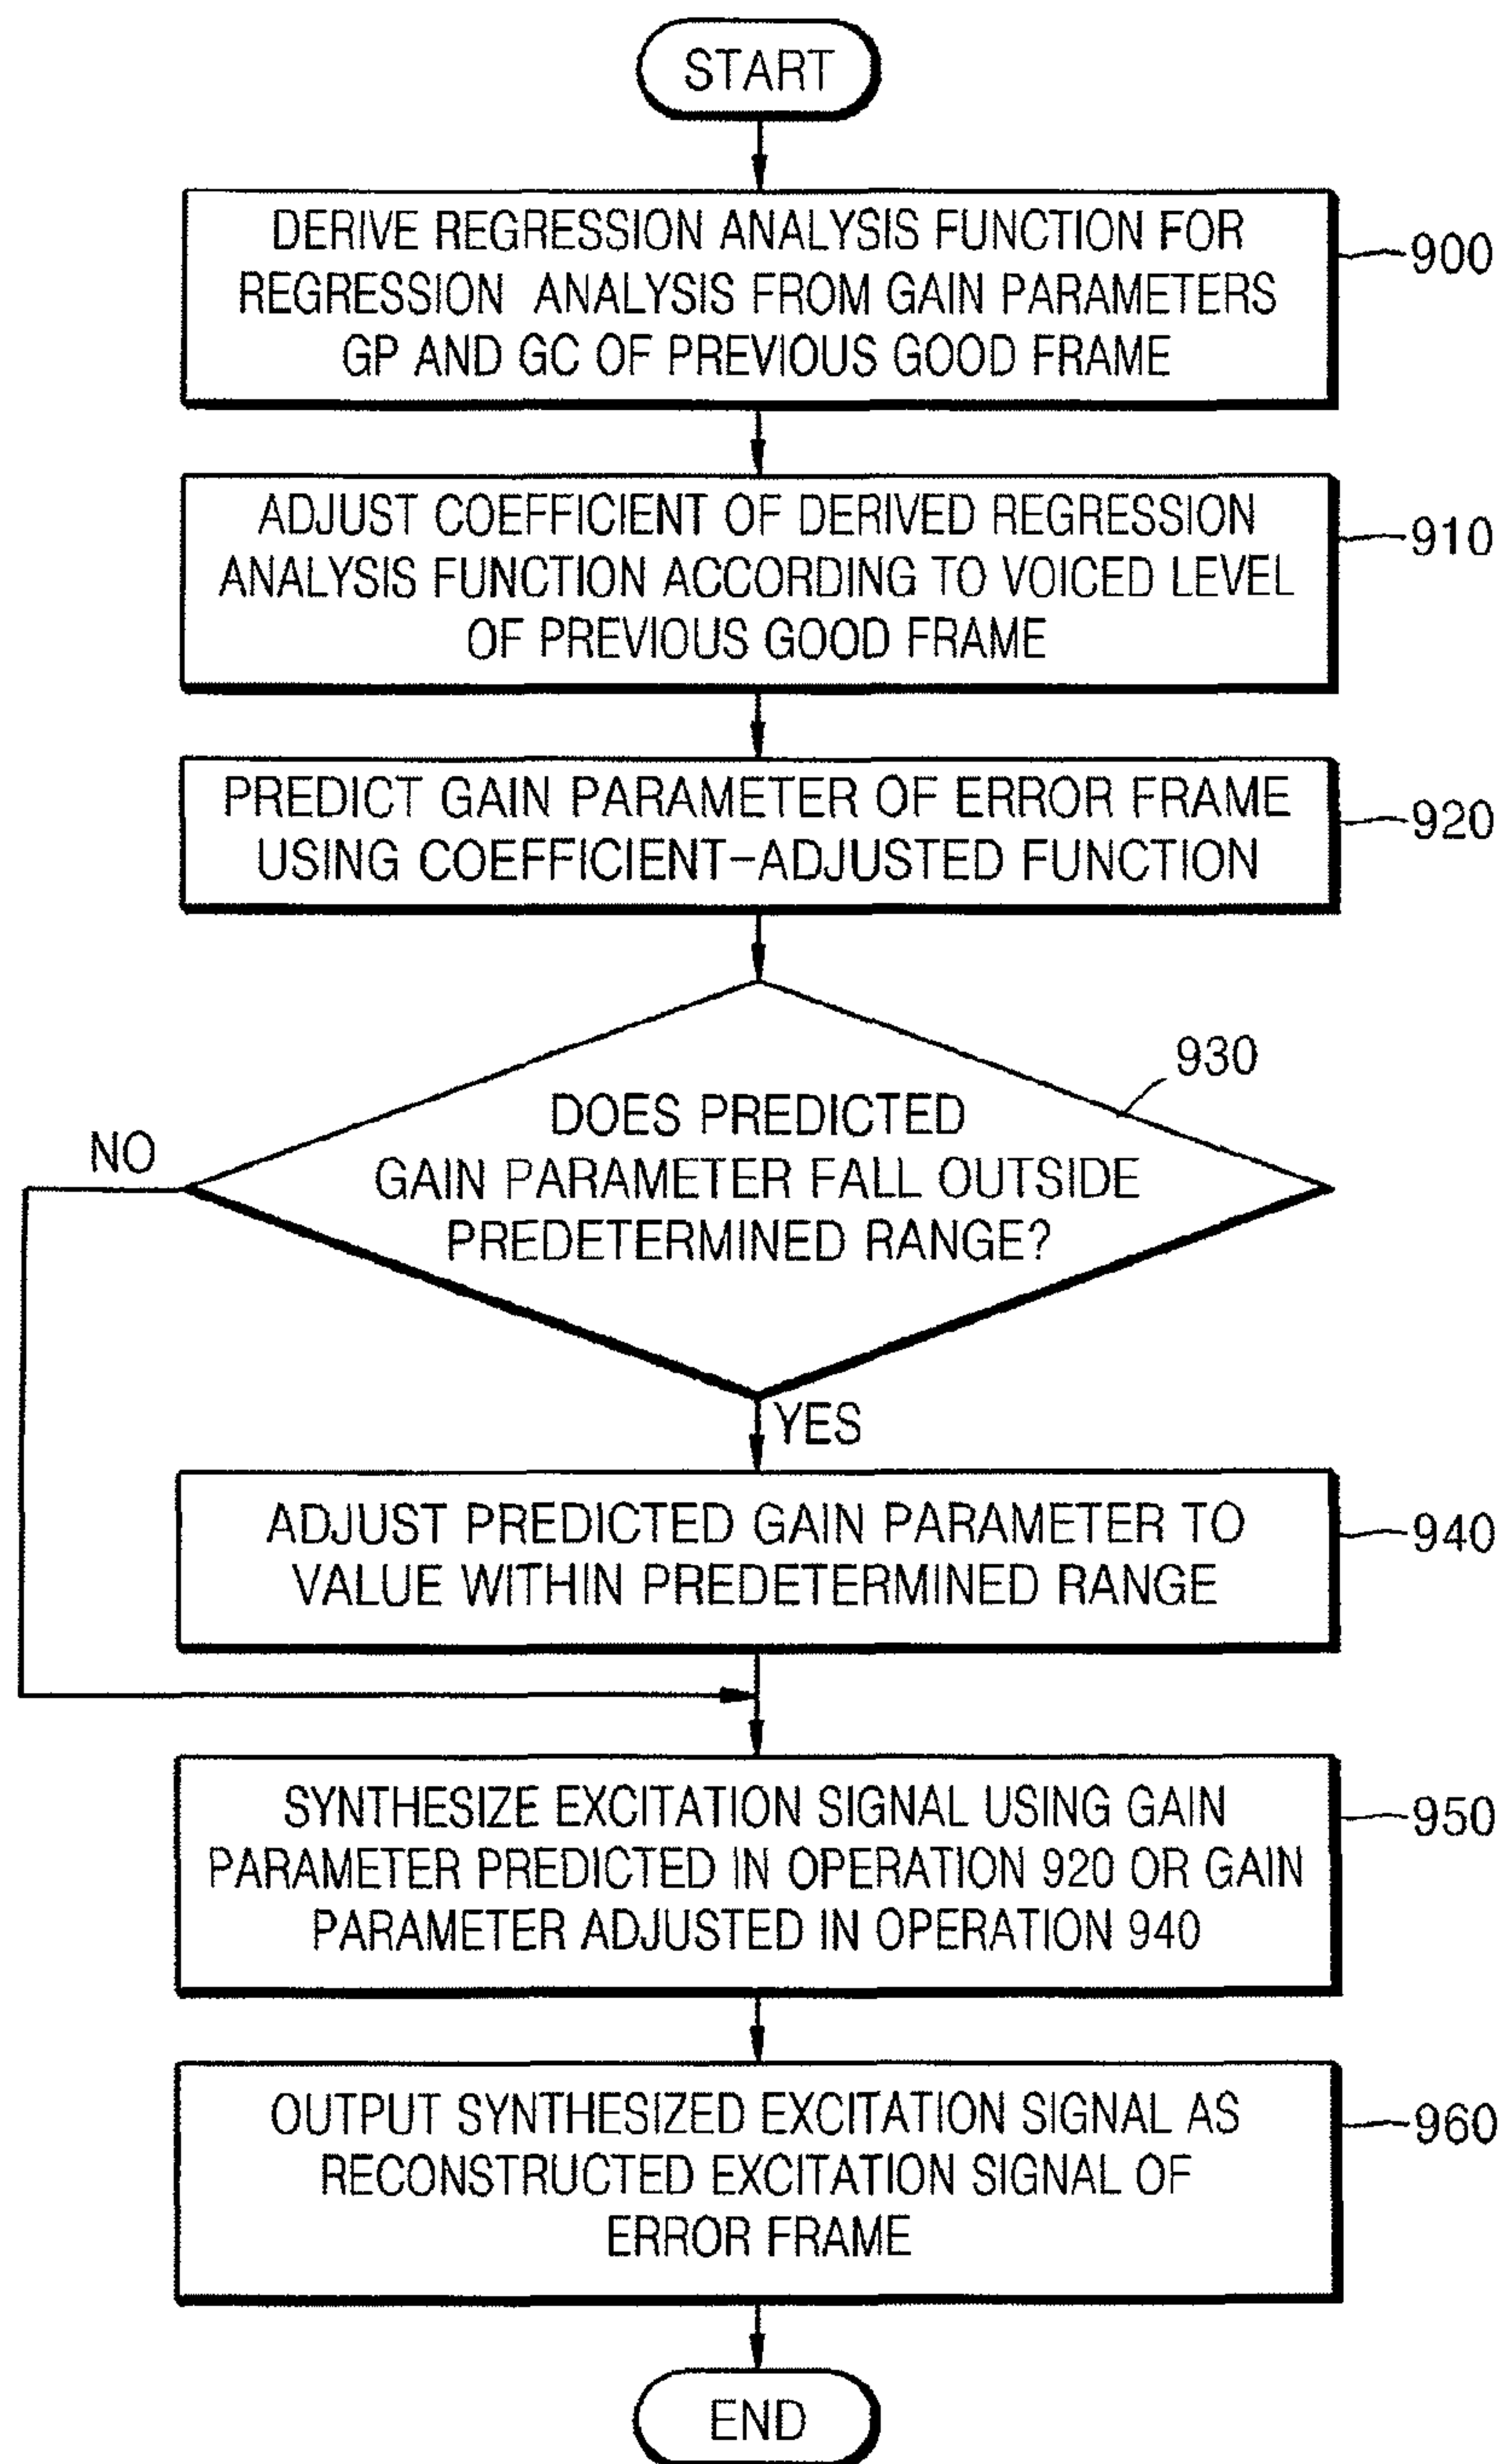 START
DERIVE REGRESSION ANALYSIS FUNCTION FOR
REGRESSION ANALYSIS FROM GAIN PARAMETERS
GP AND GC OF PREVIOUS GOOD FRAME
900
ADJUST COEFFICIENT OF DERIVED REGRESSION
ANALYSIS FUNCTION ACCORDING TO VOICED LEVEL
OF PREVIOUS GOOD FRAME
910
PREDICT GAIN PARAMETER OF ERROR FRAME
USING COEFFICIENT-ADJUSTED FUNCTION
920
930
DOES PREDICTED
GAIN PARAMETER FALL OUTSIDE
PREDETERMINED RANGE?
NO
YES
ADJUST PREDICTED GAIN PARAMETER TO
VALUE WITHIN PREDETERMINED RANGE
940
SYNTHESIZE EXCITATION SIGNAL USING GAIN
PARAMETER PREDICTED IN OPERATION 920 OR GAIN
PARAMETER ADJUSTED IN OPERATION 940
950
OUTPUT SYNTHESIZED EXCITATION SIGNAL AS
RECONSTRUCTED EXCITATION SIGNAL OF
ERROR FRAME
960
END